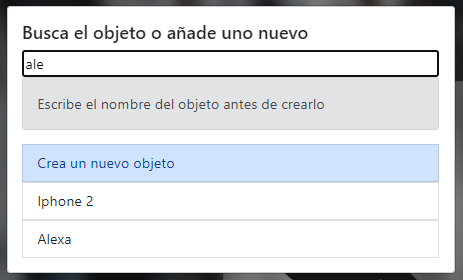 Busca el objeto o añade uno nuevo
ale
Escribe el nombre del objeto antes de crearlo
Crea un nuevo objeto
Iphone 2
Alexa